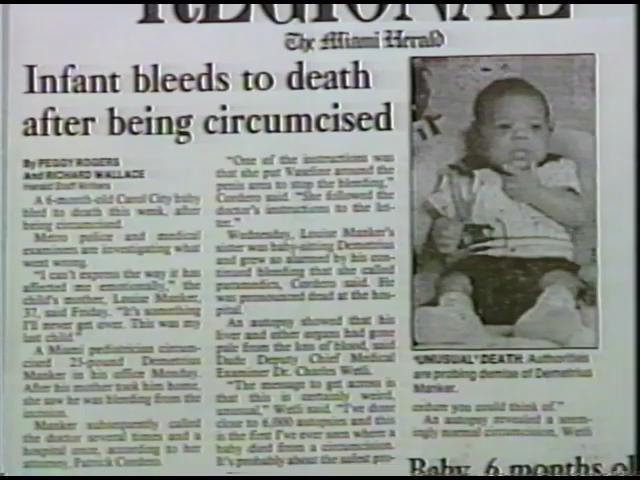 REGIONAL
The Miami Herald
Infant bleeds to death
after being circumcised
By PEGGY ROGERS
And RICHARD WALLACE
Herald Staff Writers
A 6-month-old Carol City baby
bled to death this week, after
being circumcised.
Metro police and medical
examiners are investigating what
went wrong.
"I can't express the way it has
affected me emotionally," the
child's mother, Louise Manker,
37, said Friday. "It's something
I'll never get over. This was my
last child."
A Miami pediatrician circum-
cized 25-pound Demetrius
Manker in his office Monday.
After his mother took him home,
she saw he was bleeding from the
incision.
Manker subsequently called
the doctor several times and a
hospital once, according to her
attorney, Patrick Cordero.
"One of the instructions was
that she put Vaseline around the
penis area to stop the bleeding,"
Cordero said. "She followed the
doctor's instructions to the let-
ter."
Wednesday, Louise Manker's
sister was baby-sitting Demetrius
and grew so alarmed by his con-
tinued bleeding that she called
paramedics, Cordero said. He
was pronounced dead at the hos-
pital.
An autopsy showed that his
liver and other organs had gone
pale from the loss of blood, said
Dade Deputy Chief Medical
Examiner Dr. Charles Wetli.
"The message to get across is
that this is certainly weird,
unusual," Wetli said. "I've done
close to 6,000 autopsies and this
is the first I've ever seen where a
baby died from a circumcision.
It's probably about the safest pro-
'UNUSUAL' DEATH: Authorities
are probing demise of Demetrius
Manker.
cedure you could think of."
An autopsy revealed a seem-
ingly normal circumcision, Wetli
Baby, 6 months ol